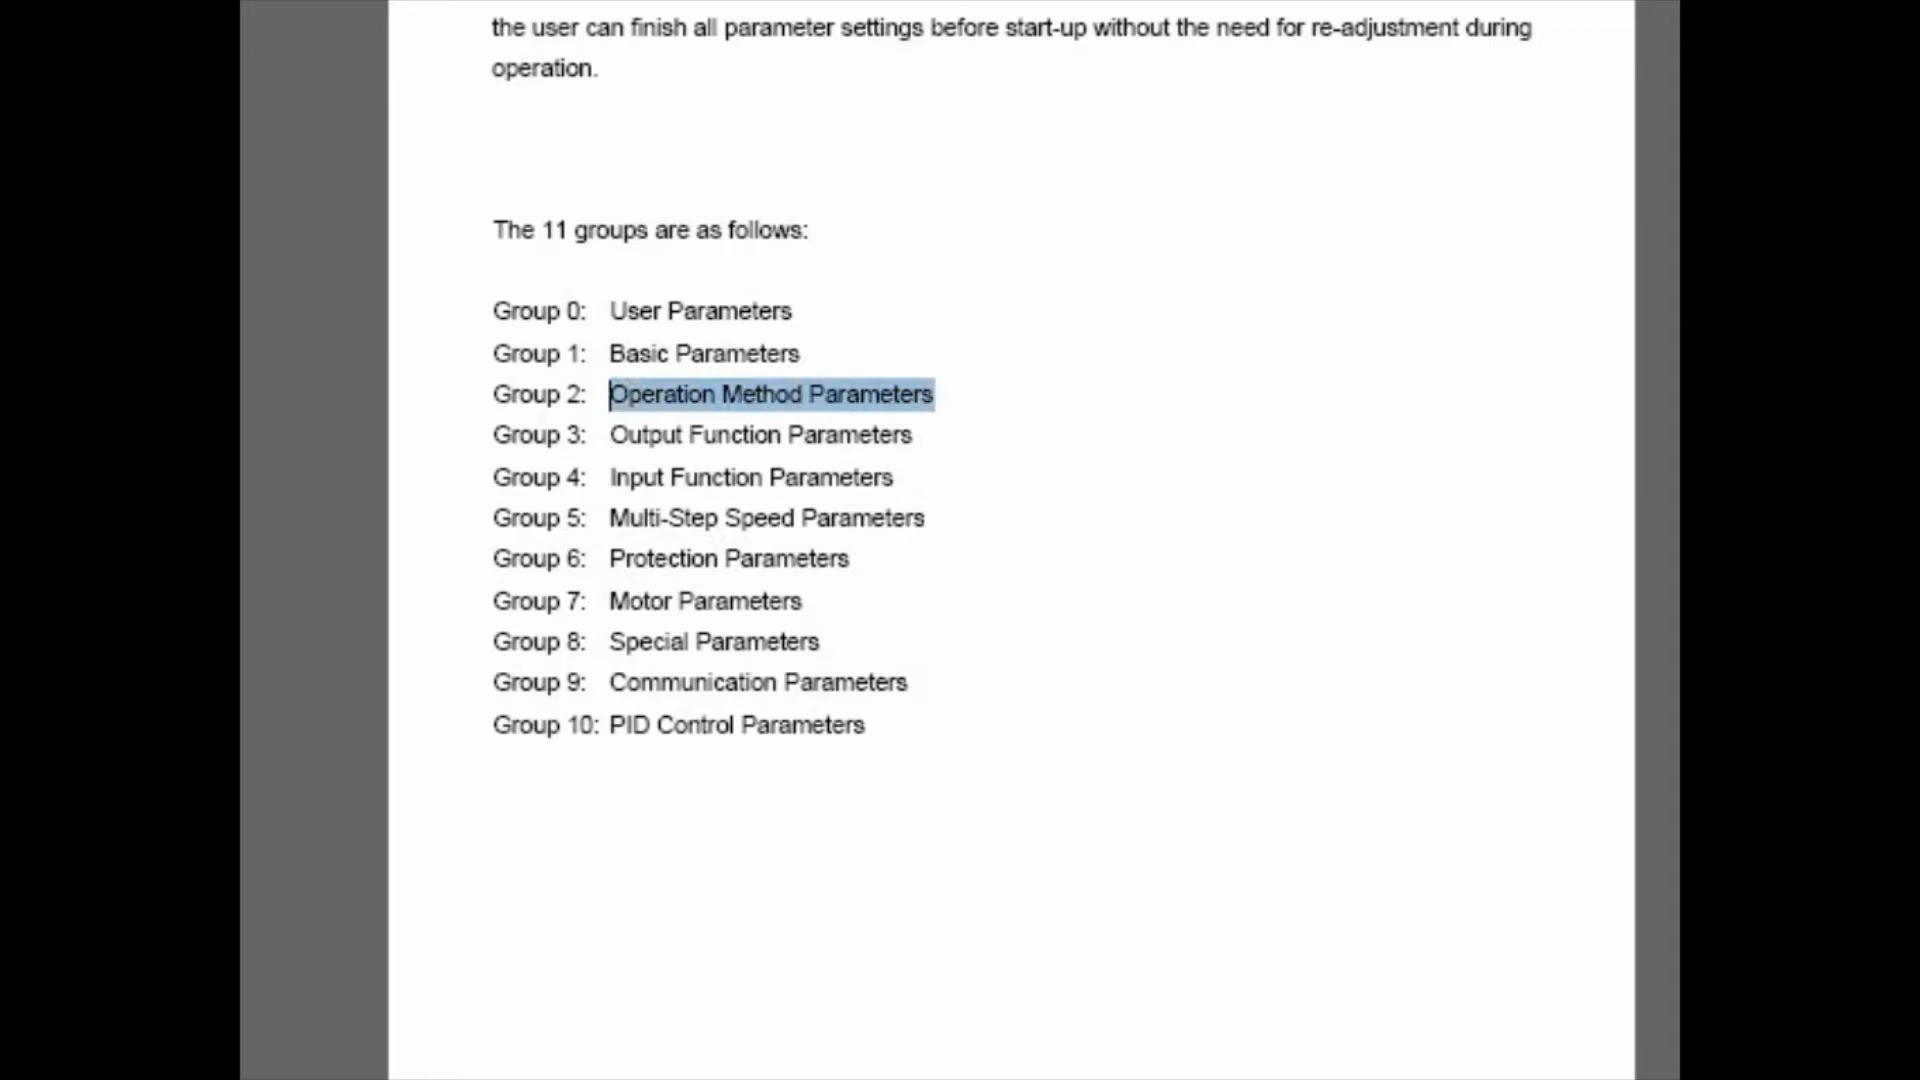 the user can finish all parameter settings before start-up without the need for re-adjustment during
operation.
The 11 groups are as follows:
Group 0: User Parameters
Group 1: Basic Parameters
Group 2: Operation Method Parameters
Group 3: Output Function Parameters
Group 4: Input Function Parameters
Group 5: Multi-Step Speed Parameters
Group 6: Protection Parameters
Group 7: Motor Parameters
Group 8: Special Parameters
Group 9: Communication Parameters
Group 10: PID Control Parameters